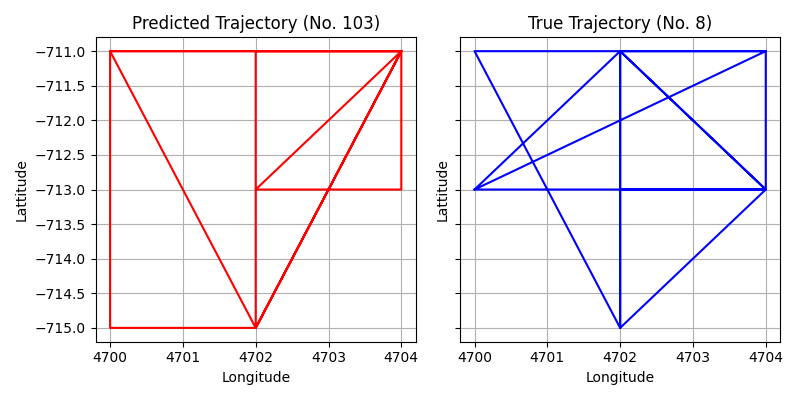 Predicted Trajectory (No. 103)
True Trajectory (No. 8)
−711.0
−711.5
−712.0
−712.5
−713.0
−713.5
−714.0
−714.5
−715.0
Lattitude
Lattitude
4700 4701 4702 4703 4704
4700 4701 4702 4703 4704
Longitude
Longitude